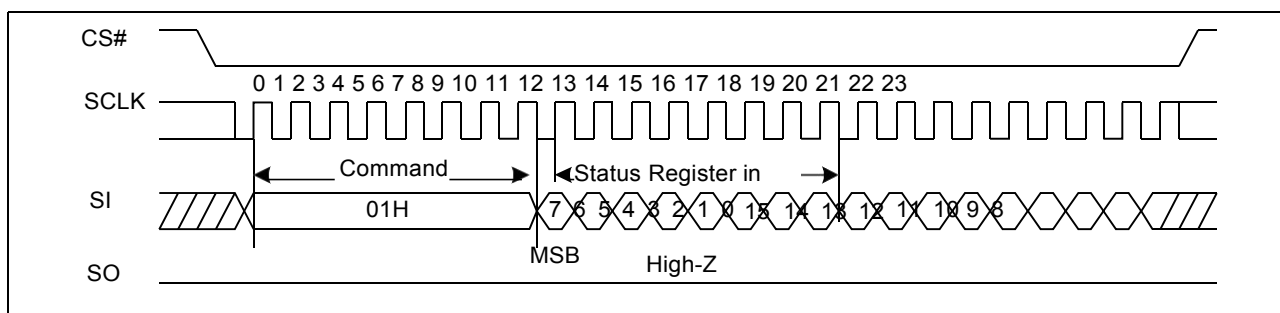 CS#
0 1 2 3 4 5 6 7 8 9 10 11 12 13 14 15 16 17 18 19 20 21 22 23
SCLK
Command
Status Register in
SI
01H
7 6 5 4 3 2 1 0 15 14 13 12 11 10 9 8
MSB
High-Z
SO